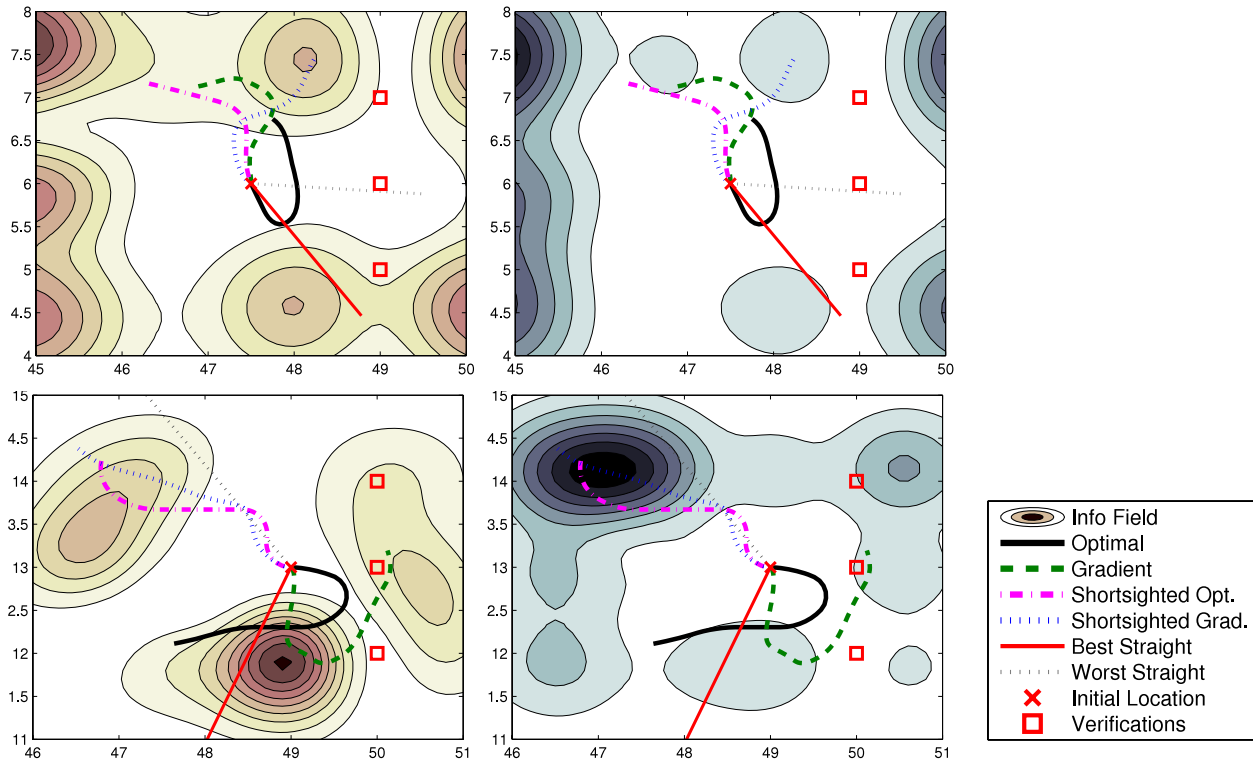 8
7.5
7
6.5
6
5.5
5
4.5
4
45 46 47 48 49 50
8
7.5
7
6.5
6
5.5
5
4.5
4
45 46 47 48 49 50
15
4.5
14
3.5
13
2.5
12
1.5
11
46 47 48 49 50 51
15
4.5
14
3.5
13
2.5
12
1.5
11
46 47 48 49 50 51
Info Field
Optimal
Gradient
Shortsighted Opt.
Shortsighted Grad.
Best Straight
Worst Straight
Initial Location
Verifications